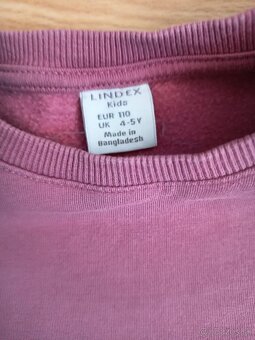 LINDEX
Kids
EUR 110
UK 4-5Y
Made in
Bangladesh